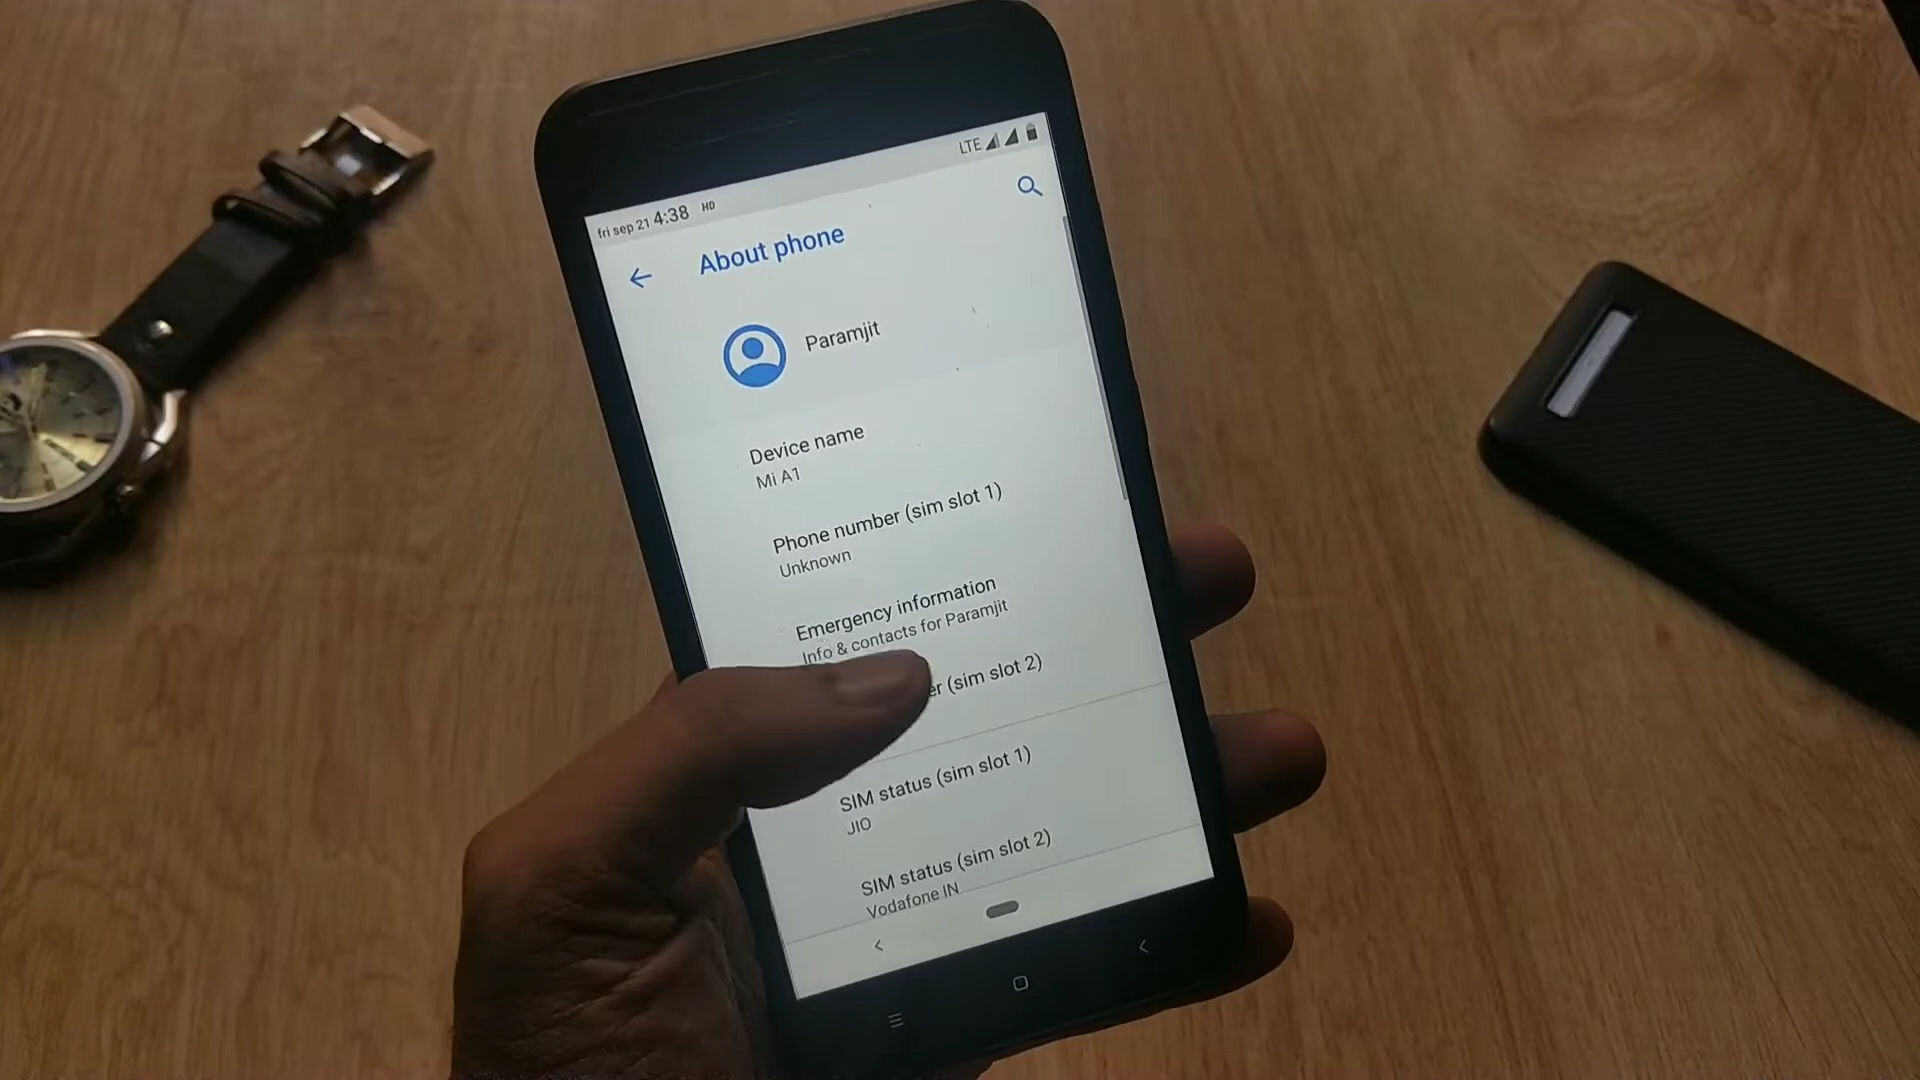 fri sep 21 4:38 HD LTE
About phone
Paramjit
Device name
Mi A1
Phone number (sim slot 1)
Unknown
Emergency information
Info & contacts for Paramjit
(sim slot 2)
SIM status (sim slot 1)
JIO
SIM status (sim slot 2)
Vodafone IN